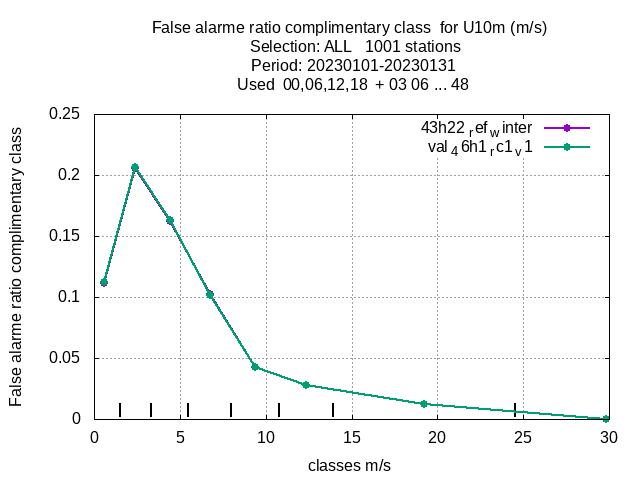 False alarme ratio complimentary class  for U10m (m/s)
Selection: ALL   1001 stations
Period: 20230101-20230131
Used  00,06,12,18  + 03 06 ... 48
False alarme ratio complimentary class
0.25
0.2
0.15
0.1
0.05
0
43h22_ref_winter
val_46h1_rc1_v1
0 5 10 15 20 25 30
classes m/s